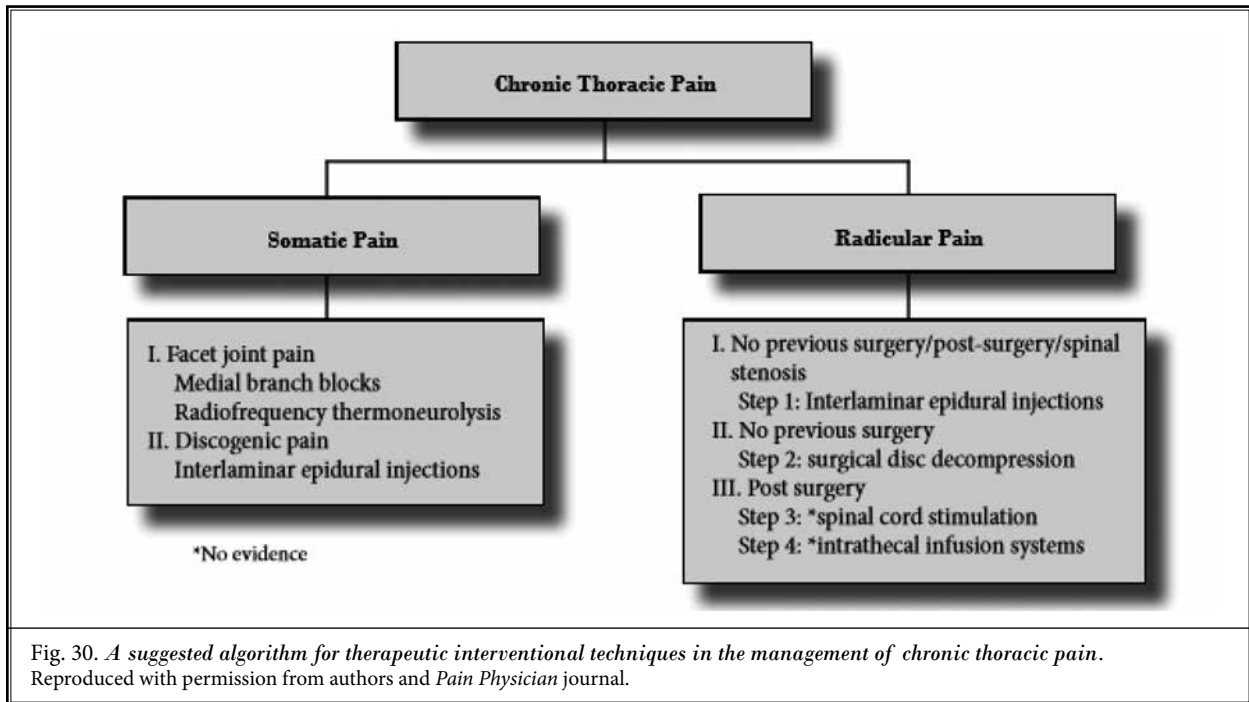 Chronic Thoracic Pain
Somatic Pain
Radicular Pain
I. Facet joint pain
Medial branch blocks
Radiofrequency thermoneurolysis
II. Discogenic pain
Interlaminar epidural injections
*No evidence
I. No previous surgery/post-surgery/spinal
stenosis
Step 1: Interlaminar epidural injections
II. No previous surgery
Step 2: surgical disc decompression
III. Post surgery
Step 3: *spinal cord stimulation
Step 4: *intrathecal infusion systems
Fig. 30. A suggested algorithm for therapeutic interventional techniques in the management of chronic thoracic pain.
Reproduced with permission from authors and Pain Physician journal.